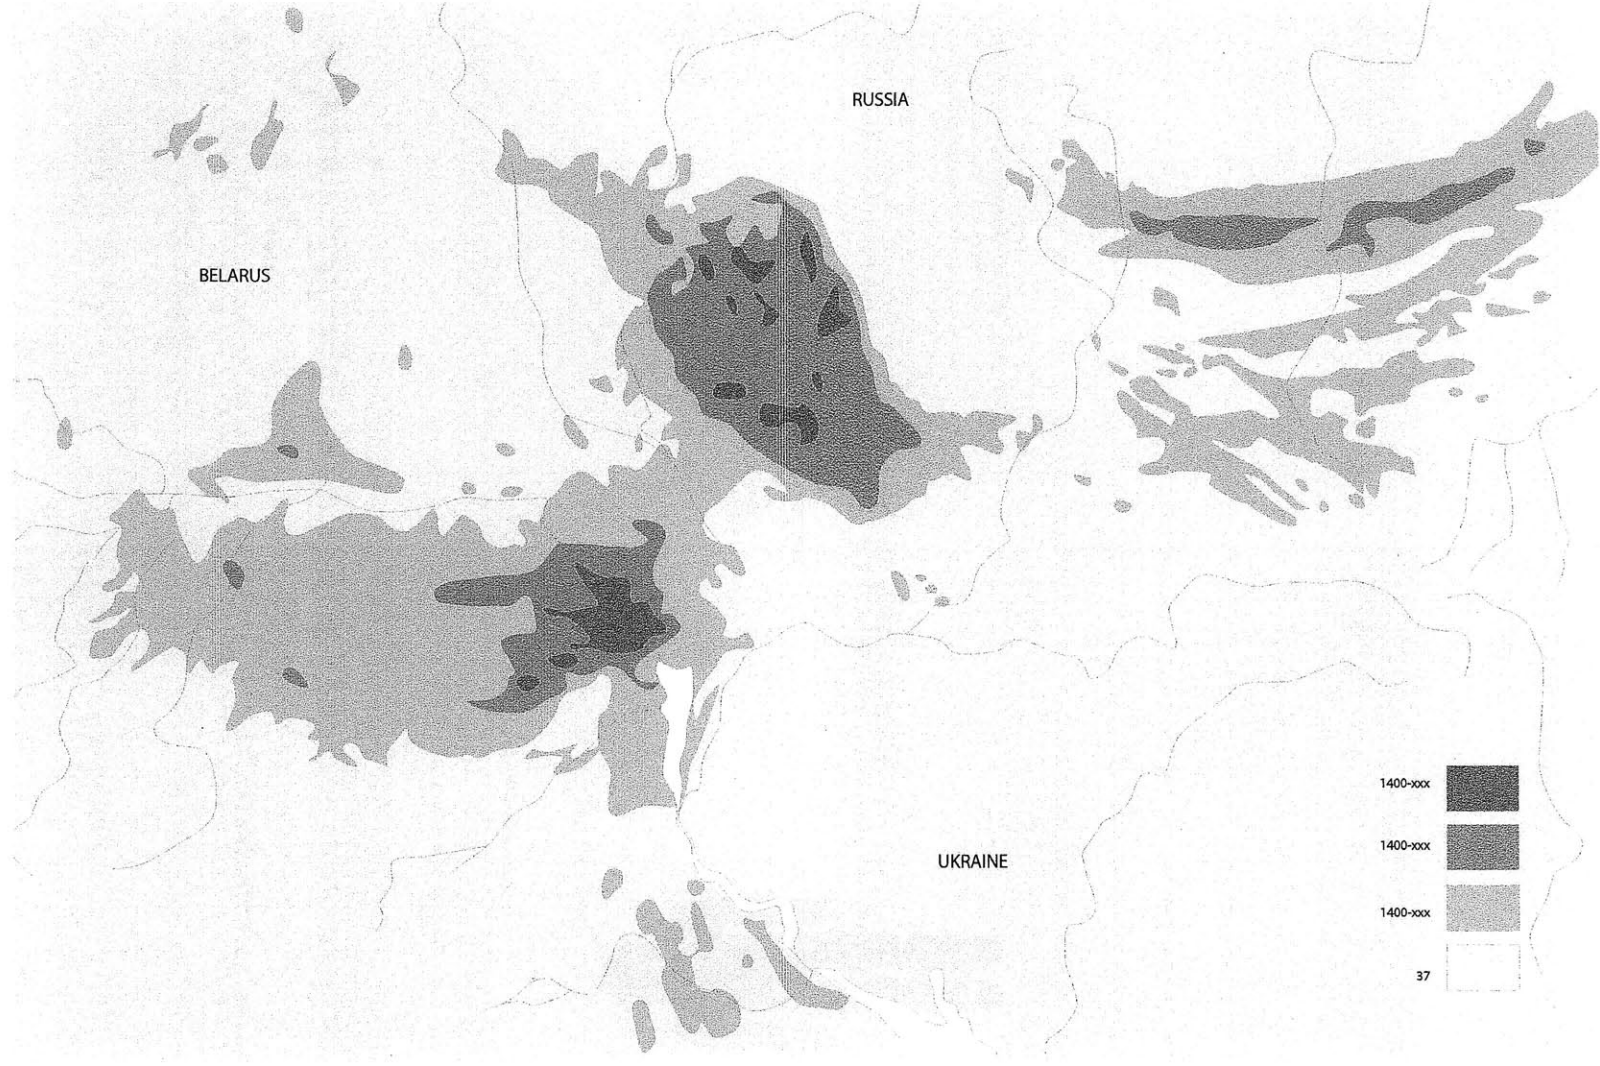 RUSSIA
BELARUS
1400-xxx
1400-xxx
UKRAINE
1400-xxx
37